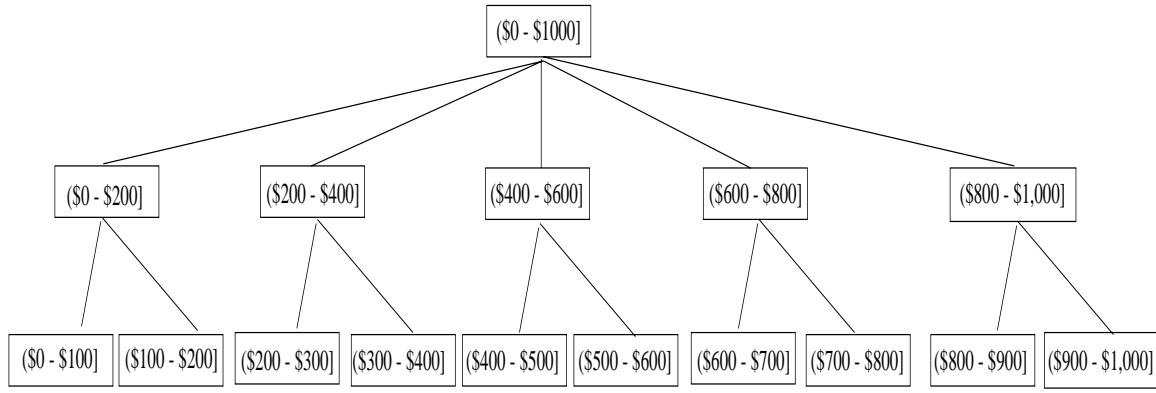 ($0 - $1000]
($0 - $200]
($200 - $400]
($400 - $600]
($600 - $800]
($800 - $1,000]
($0 - $100]
($100 - $200]
($200 - $300]
($300 - $400]
($400 - $500]
($500 - $600]
($600 - $700]
($700 - $800]
($800 - $900]
($900 - $1,000]